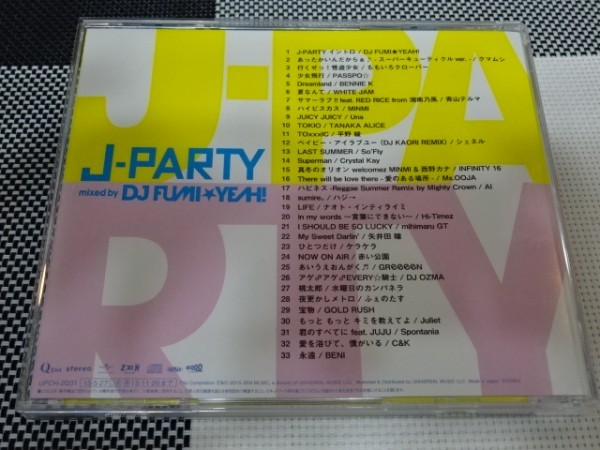 J-PA
RTY
J-PARTY
mixed by DJ FUMI★YEAH!
1 J-PARTY イントロ / DJ FUMI★YEAH!
2 あったかいんだからぁ♪ - スーパーキューティクル ver. - / クマムシ
3 行くぜっ!怪盗少女 / ももいろクローバー
4 少女飛行 / PASSPO☆
5 Dreamland / BENNIE K
6 夏なんて / WHITE JAM
7 サマーラブ!! feat. RED RICE from 湘南乃風 / 青山テルマ
8 ハイビスカス / MINMI
9 JUICY JUICY / Una
10 TOKIO / TANAKA ALICE
11 TOxxxIC / 平野 綾
12 ベイビー・アイラブユー (DJ KAORI REMIX) / シェネル
13 LAST SUMMER / So'Fly
14 Superman / Crystal Kay
15 真冬のオリオン welcomez MINMI & 西野カナ / INFINITY 16
16 There will be love there - 愛のある場所 - / Ms.OOJA
17 ハピネス -Reggae Summer Remix by Mighty Crown / AI
18 sumire。/ ハジ→
19 LIFE / ナオト・インティライミ
20 In my words ～言葉にできない～ / Hi-Timez
21 I SHOULD BE SO LUCKY / mihimaru GT
22 My Sweet Darlin' / 矢井田 瞳
23 ひとつだけ / ケラケラ
24 NOW ON AIR / 赤い公園
25 あいうえおんがく♬ / GReeeeN
26 アゲ♂アゲ♂EVERY☆騎士 / DJ OZMA
27 桃太郎 / 水曜日のカンパネラ
28 夜更かしメトロ / ふぇのたす
29 宝物 / GOLD RUSH
30 もっと もっと キミを教えてよ / Juliet
31 君のすべてに feat. JUJU / Spontania
32 愛を浴びて、僕がいる / C&K
33 永遠 / BENI
stereo
UPCH-2031